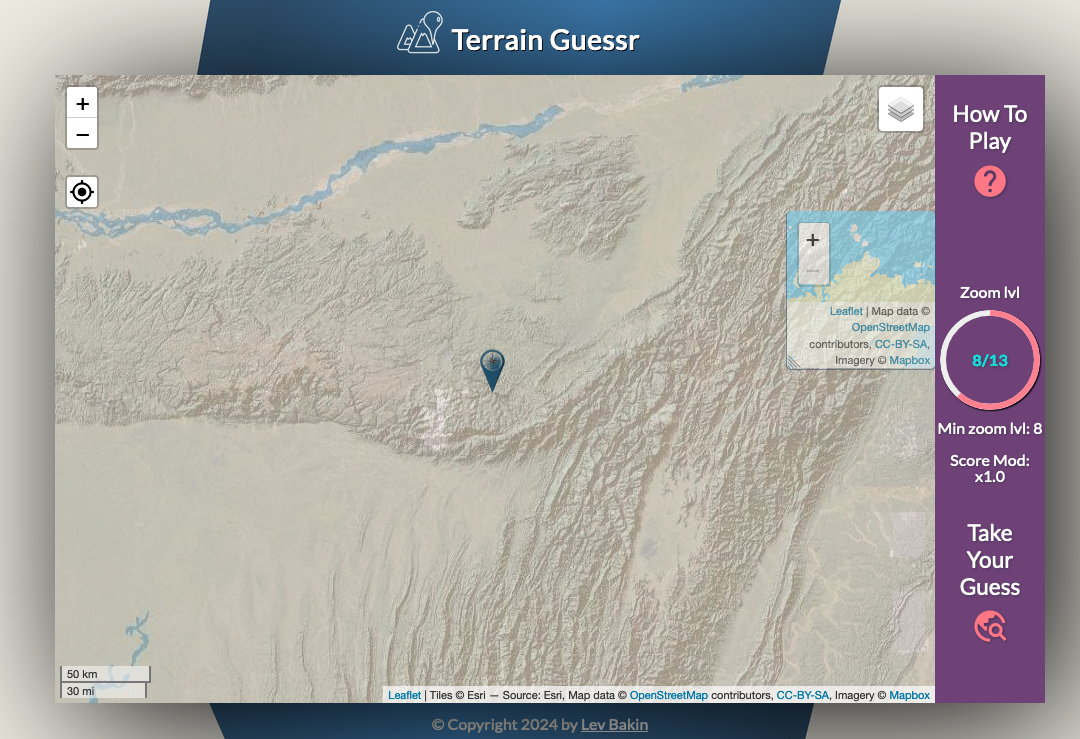 Terrain Guessr
+
−
How To
Play
?
+
−
Leaflet | Map data ©
OpenStreetMap
contributors, CC-BY-SA,
Imagery © Mapbox
Zoom lvl
8/13
Min zoom lvl: 8
Score Mod:
x1.0
Take
Your
Guess
50 km
30 mi
Leaflet | Tiles © Esri — Source: Esri, Map data © OpenStreetMap contributors, CC-BY-SA, Imagery © Mapbox
© Copyright 2024 by Lev Bakin